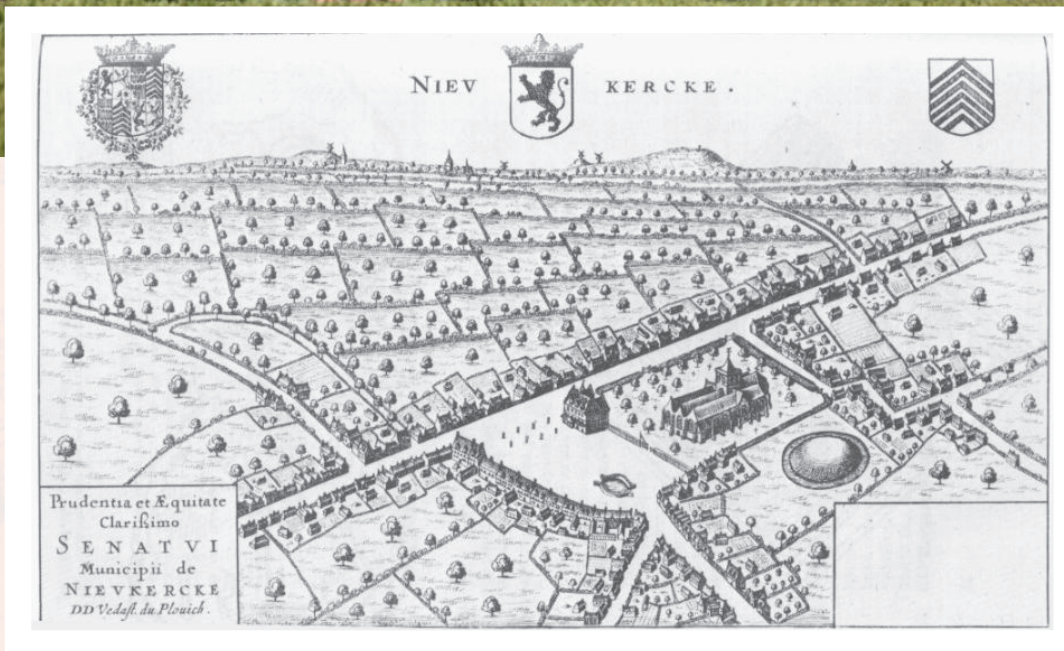 NIEV KERCKE.
Prudentia et Æquitate
Clarißimo
SENATVI
Municipii de
NIEVKERCKE
DD Vedast. du Plouich.